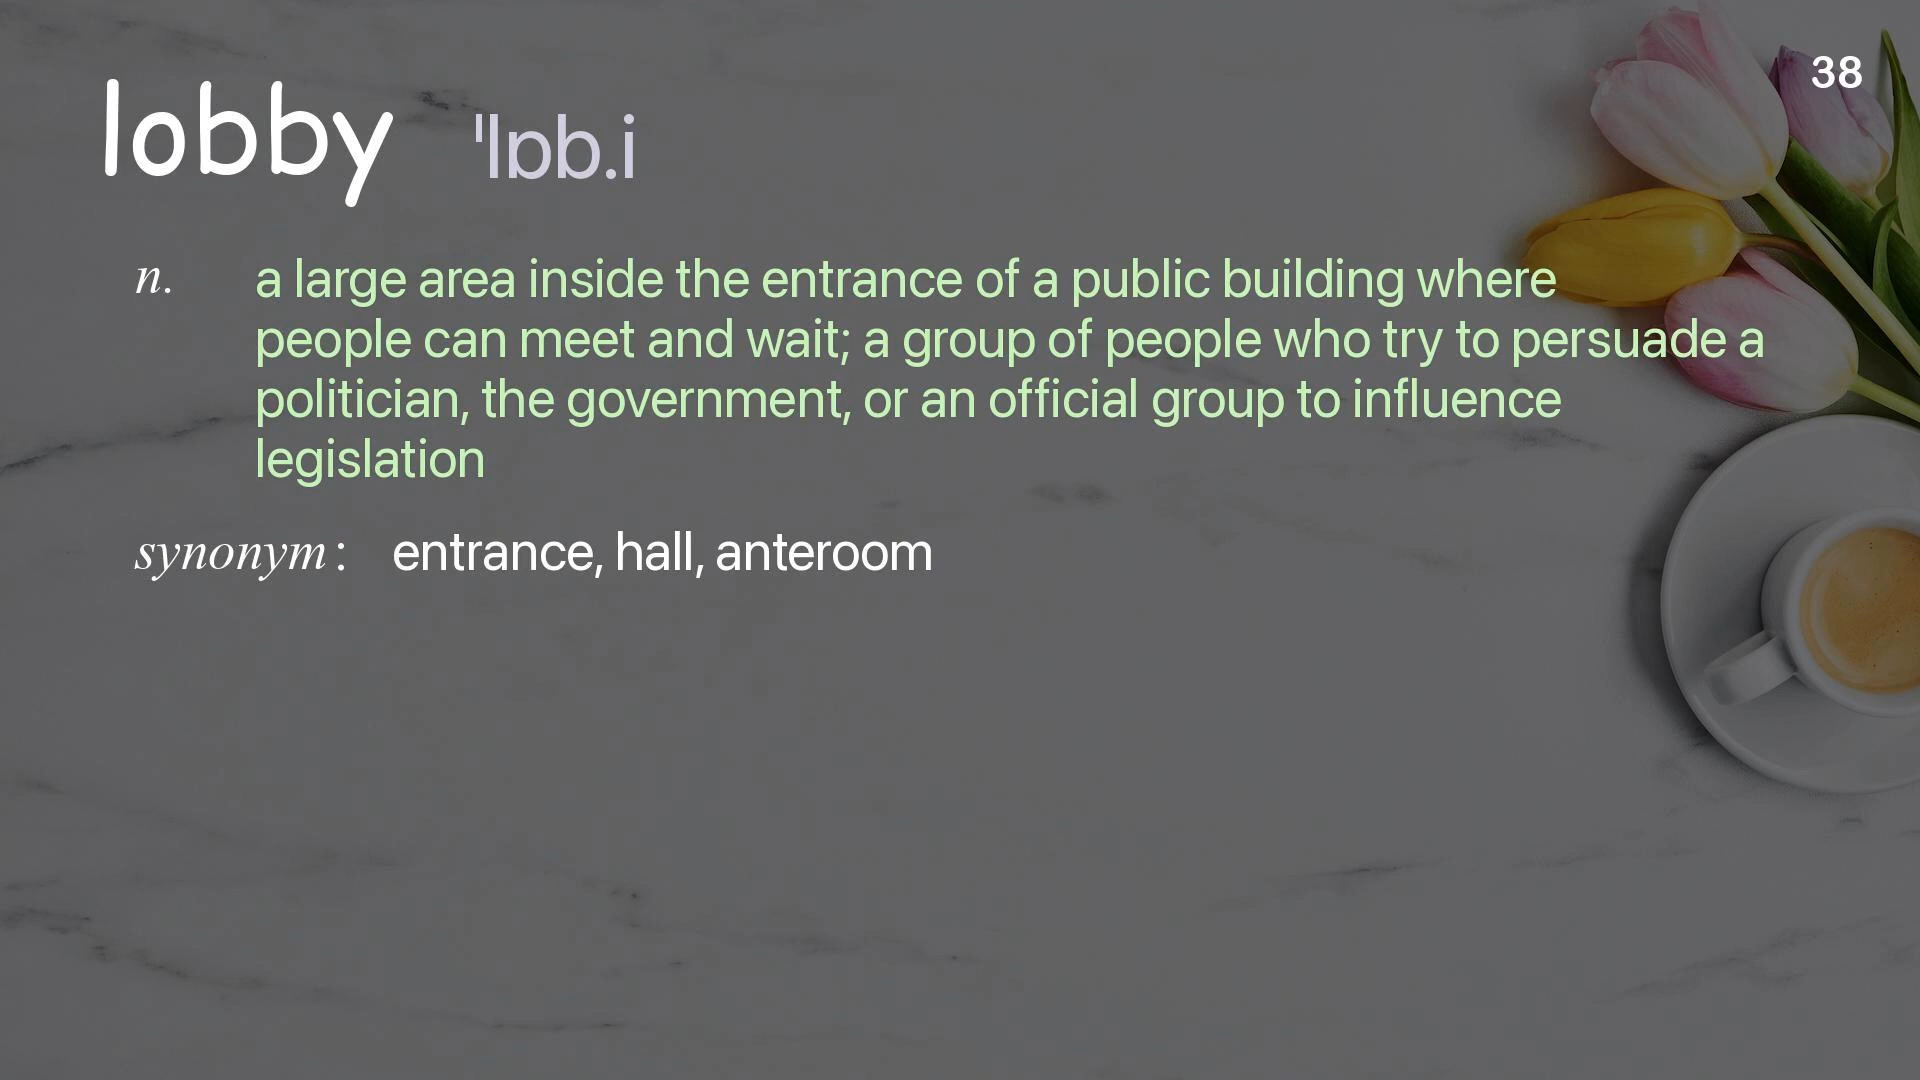 38
lobby ˈlɒb.i
n. a large area inside the entrance of a public building where
people can meet and wait; a group of people who try to persuade a
politician, the government, or an official group to influence
legislation
synonym: entrance, hall, anteroom